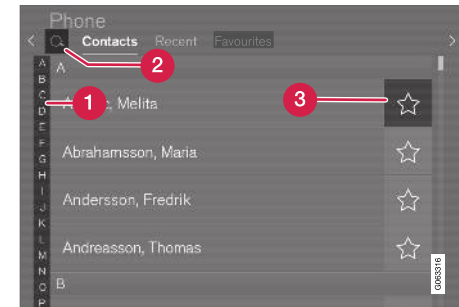 Phone
Contacts Recent Favourites
A
B
C
D
E
F
G
H
I
J
K
L
M
N
O
P
A
Melita
Abrahamsson, Maria
Andersson, Fredrik
Andreasson, Thomas
B
1
2
3
G063316